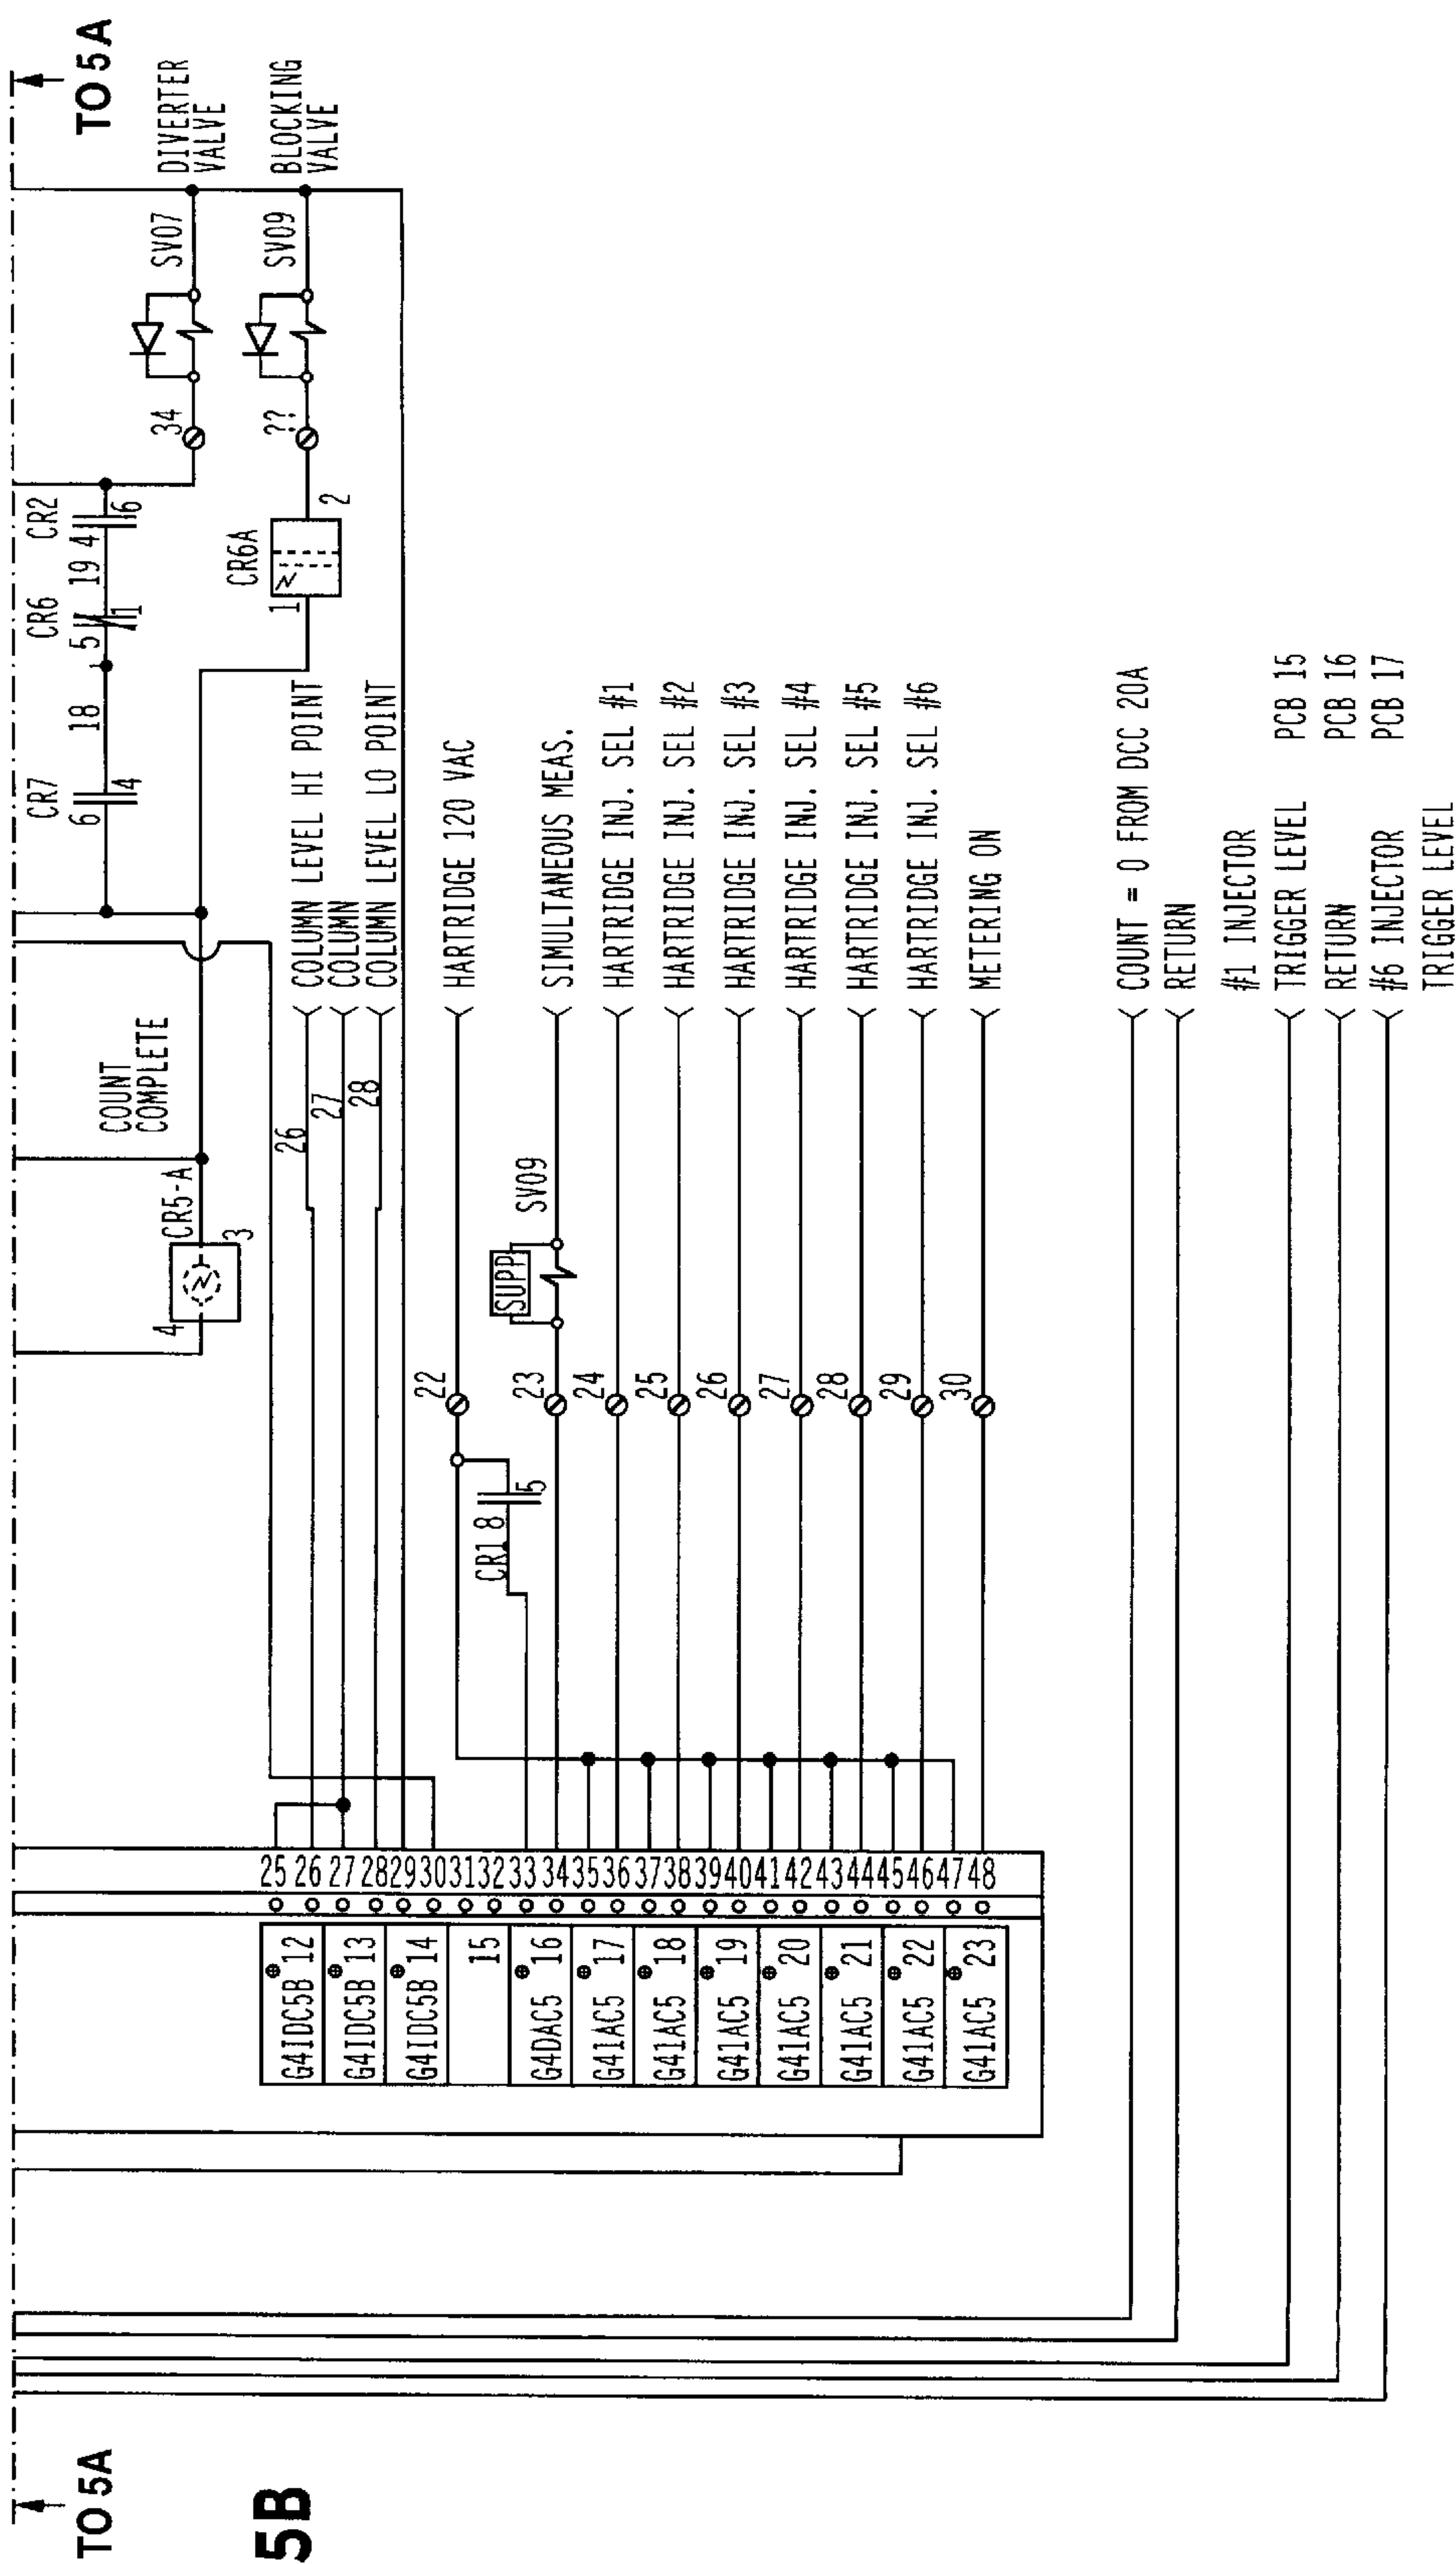 TO 5A
TO 5A
5B
DIVERTER
VALVE
SV07
34
CR2
6
4
19
CR6
1
5
18
CR7
4
6
BLOCKING
VALVE
SV09
??
CR6A
2
1
COUNT
COMPLETE
CR5-A
3
4
26
COLUMN LEVEL HI POINT
27
COLUMN
28
COLUMN LEVEL LO POINT
22
HARTRIDGE 120 VAC
CR1
8
5
23
SUPP
SV09
SIMULTANEOUS MEAS.
24
HARTRIDGE INJ. SEL #1
25
HARTRIDGE INJ. SEL #2
26
HARTRIDGE INJ. SEL #3
27
HARTRIDGE INJ. SEL #4
28
HARTRIDGE INJ. SEL #5
29
HARTRIDGE INJ. SEL #6
30
METERING ON
25 26 27 28 29 30 31 32 33 34 35 36 37 38 39 40 41 42 43 44 45 46 47 48
G4IDC5B 12
G4IDC5B 13
G4IDC5B 14
15
G4DAC5 16
G41AC5 17
G41AC5 18
G41AC5 19
G41AC5 20
G41AC5 21
G41AC5 22
G41AC5 23
COUNT = 0 FROM DCC 20A
RETURN
#1 INJECTOR
TRIGGER LEVEL PCB 15
RETURN PCB 16
#6 INJECTOR PCB 17
TRIGGER LEVEL